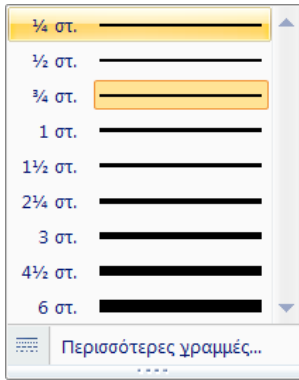 ¼ στ.
½ στ.
¾ στ.
1 στ.
1½ στ.
2¼ στ.
3 στ.
4½ στ.
6 στ.
Περισσότερες γραμμές...